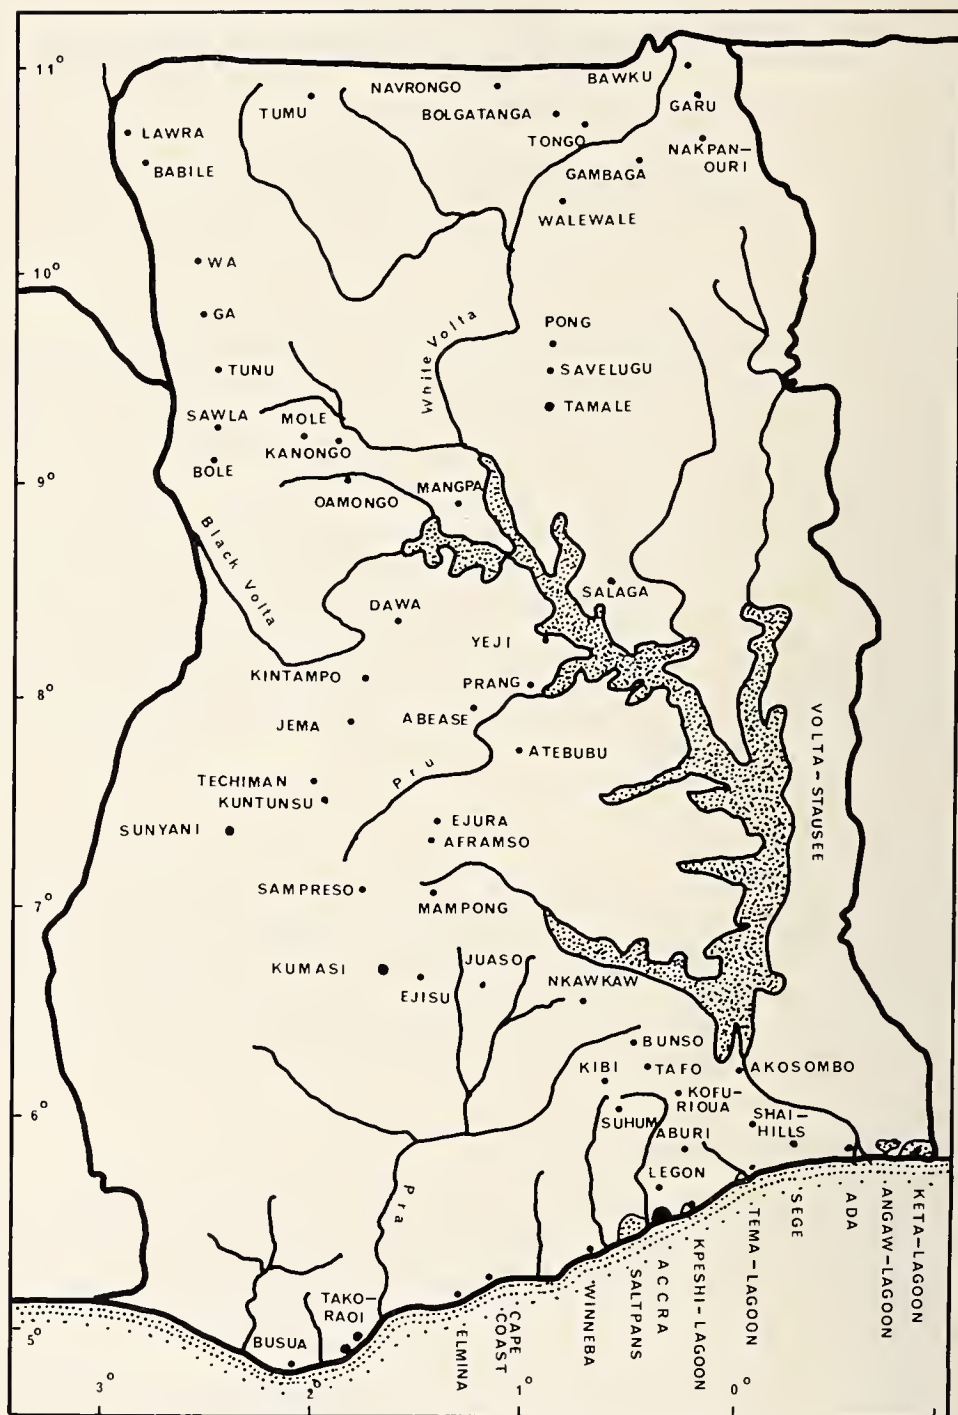 11°
BAWKU
NAVRONGO
TUMU
BOLGATANGA
GARU
LAWRA
TONGO
NAKPAN—
OURI
BABILE
GAMBAGA
WALEWALE
WA
10°
GA
PONG
White Volta
TUNU
SAVELUGU
SAWLA
MOLE
TAMALE
KANONGO
BOLE
9°
OAMONGO
MANGPA
Black Volta
SALAGA
DAWA
YEJI
KINTAMPO
PRANG
8°
JEMA
ABEASE
VOLTA—STAUSEE
ATEBUBU
Pru
TECHIMAN
KUNTUNSU
SUNYANI
EJURA
AFRAMSO
SAMPRESO
7°
MAMPONG
KUMASI
JUASO
EJISU
NKAWKAW
BUNSO
KIBI
TAFO
AKOSOMBO
KOFU-
RIOUA
6°
SUHUM
SHAI—
HILLS
ABURI
LEGON
Pra
TAKO—
RAOI
5°
BUSUA
ELMINA
CAPE
COAST
WINNEBA
SALTPANS
ACCRA
KPESHI-LAGOON
TEMA-LAGOON
SEGE
ADA
ANGAW-LAGOON
KETA-LAGOON
3°
2°
1°
0°